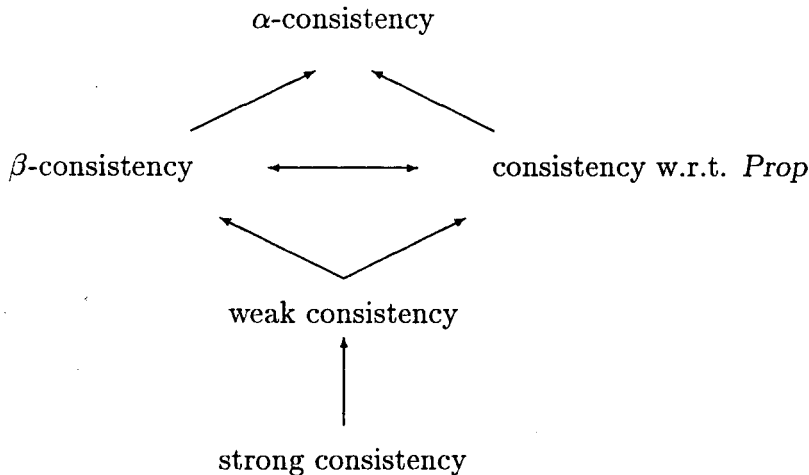 α-consistency
β-consistency
consistency w.r.t. Prop
weak consistency
strong consistency